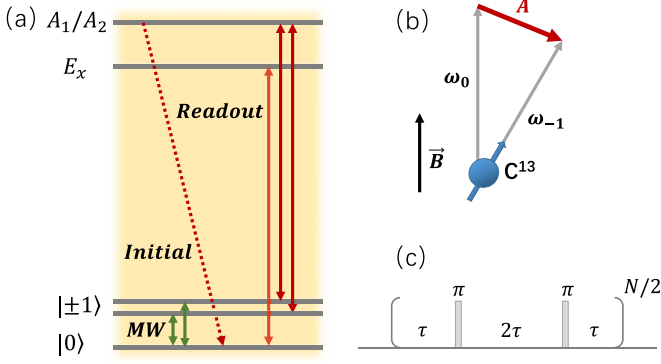 (a)
A₁/A₂
Eₓ
Readout
Initial
|±1⟩
MW
|0⟩
(b)
A
ω₀
ω₋₁
B⃗
C¹³
(c)
π
π
N/2
τ
2τ
τ